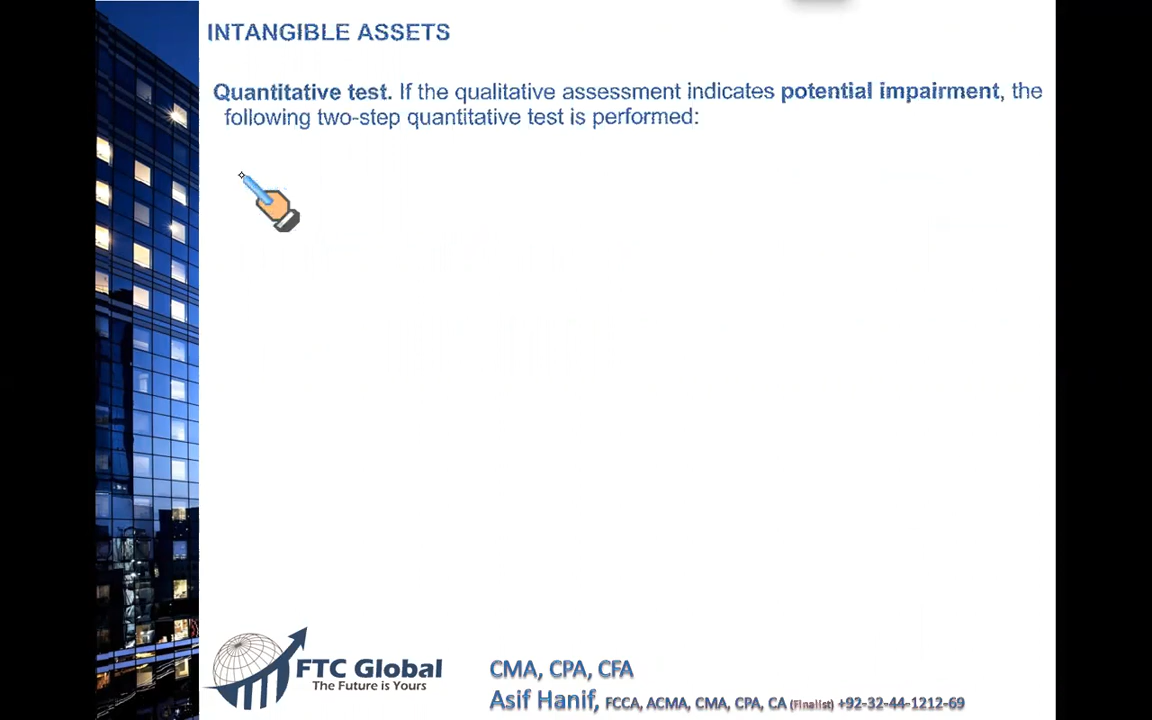 INTANGIBLE ASSETS
Quantitative test. If the qualitative assessment indicates potential impairment, the
following two-step quantitative test is performed:
FTC Global
The Future is Yours
CMA, CPA, CFA
Asif Hanif, FCCA, ACMA, CMA, CPA, CA (Finalist) +92-32-44-1212-69